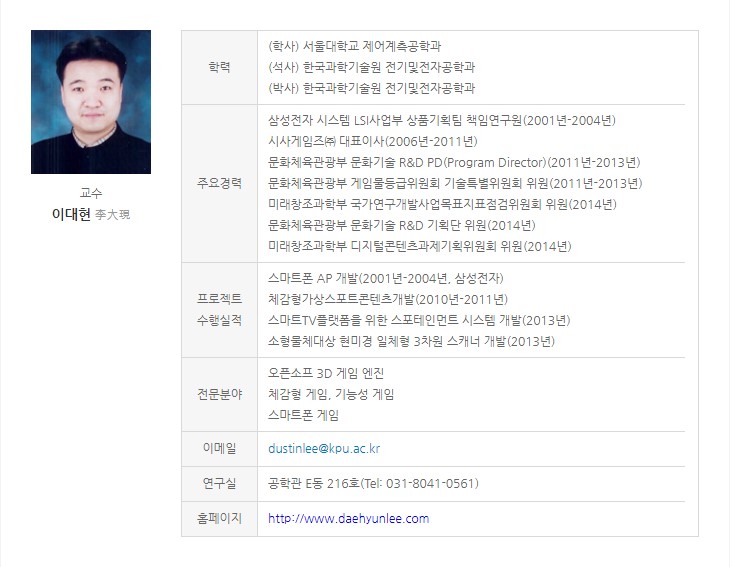 교수
이대현 李大現
학력
(학사) 서울대학교 제어계측공학과
(석사) 한국과학기술원 전기및전자공학과
(박사) 한국과학기술원 전기및전자공학과
주요경력
삼성전자 시스템 LSI사업부 상품기획팀 책임연구원(2001년-2004년)
시사게임즈㈜ 대표이사(2006년-2011년)
문화체육관광부 문화기술 R&D PD(Program Director)(2011년-2013년)
문화체육관광부 게임물등급위원회 기술특별위원회 위원(2011년-2013년)
미래창조과학부 국가연구개발사업목표지표점검위원회 위원(2014년)
문화체육관광부 문화기술 R&D 기획단 위원(2014년)
미래창조과학부 디지털콘텐츠과제기획위원회 위원(2014년)
프로젝트
수행실적
스마트폰 AP 개발(2001년-2004년, 삼성전자)
체감형가상스포트콘텐츠개발(2010년-2011년)
스마트TV플랫폼을 위한 스포테인먼트 시스템 개발(2013년)
소형물체대상 현미경 일체형 3차원 스캐너 개발(2013년)
전문분야
오픈소프 3D 게임 엔진
체감형 게임, 기능성 게임
스마트폰 게임
이메일
dustinlee@kpu.ac.kr
연구실
공학관 E동 216호(Tel: 031-8041-0561)
홈페이지
http://www.daehyunlee.com